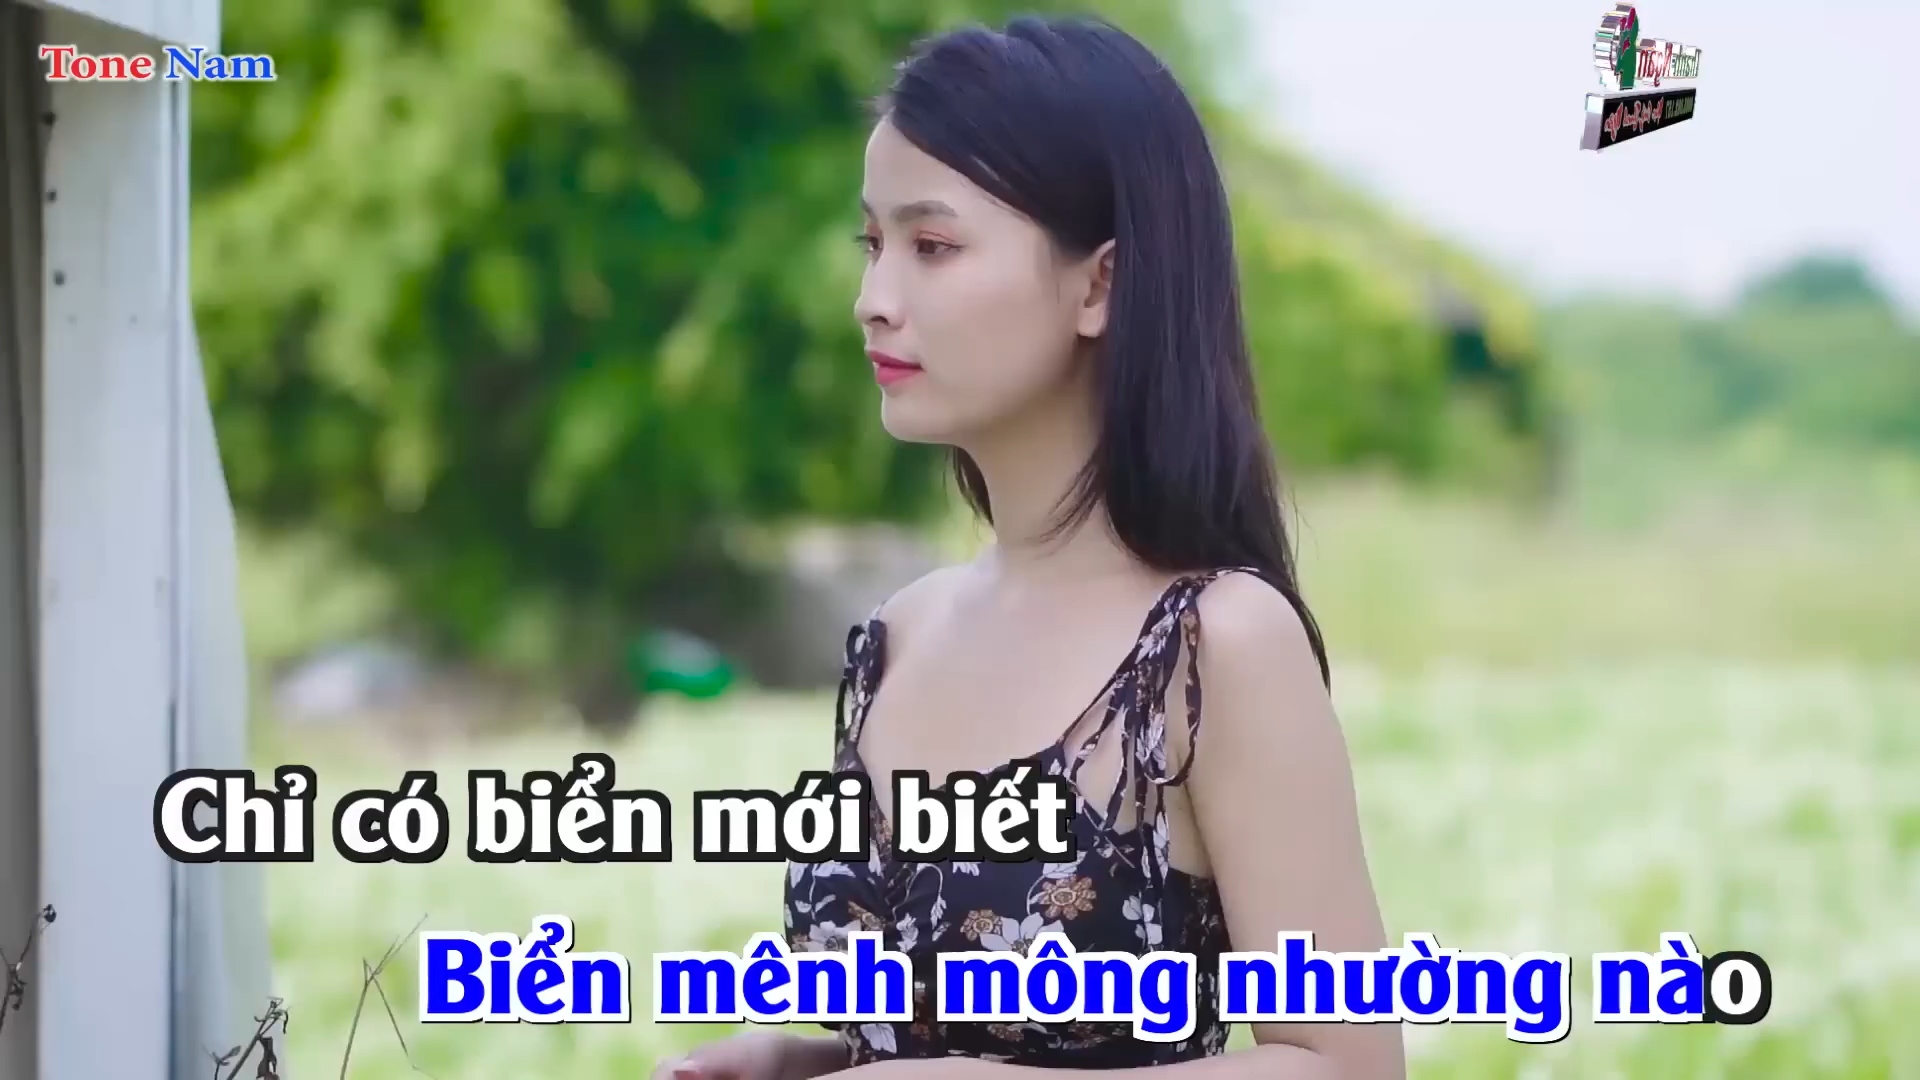 Tone Nam
Chỉ có biển mới biết
Biển mênh mông nhường nào